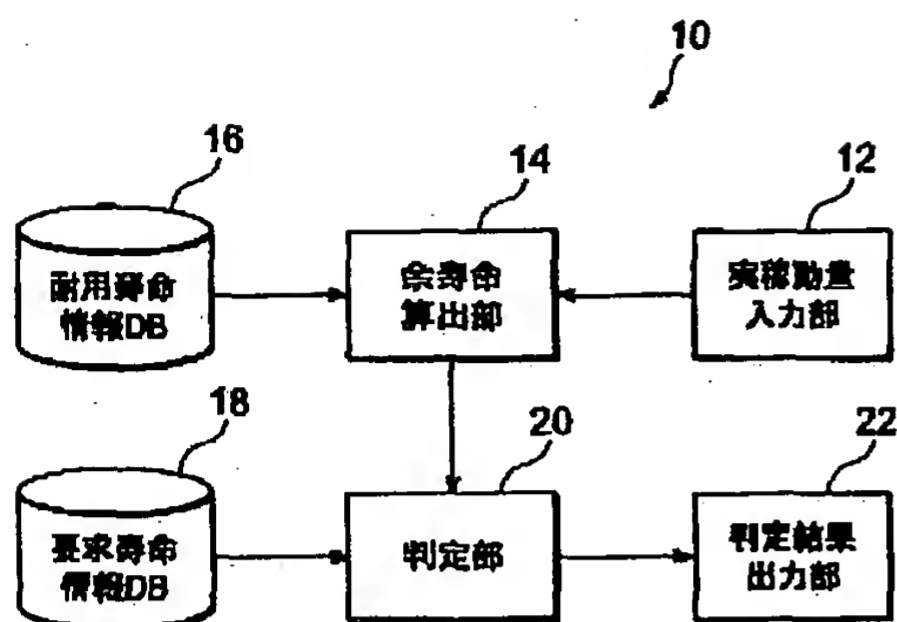 10
16
14
12
耐用寿命
情報DB
余寿命
算出部
実稼動量
入力部
18
20
22
要求寿命
情報DB
判定部
判定結果
出力部